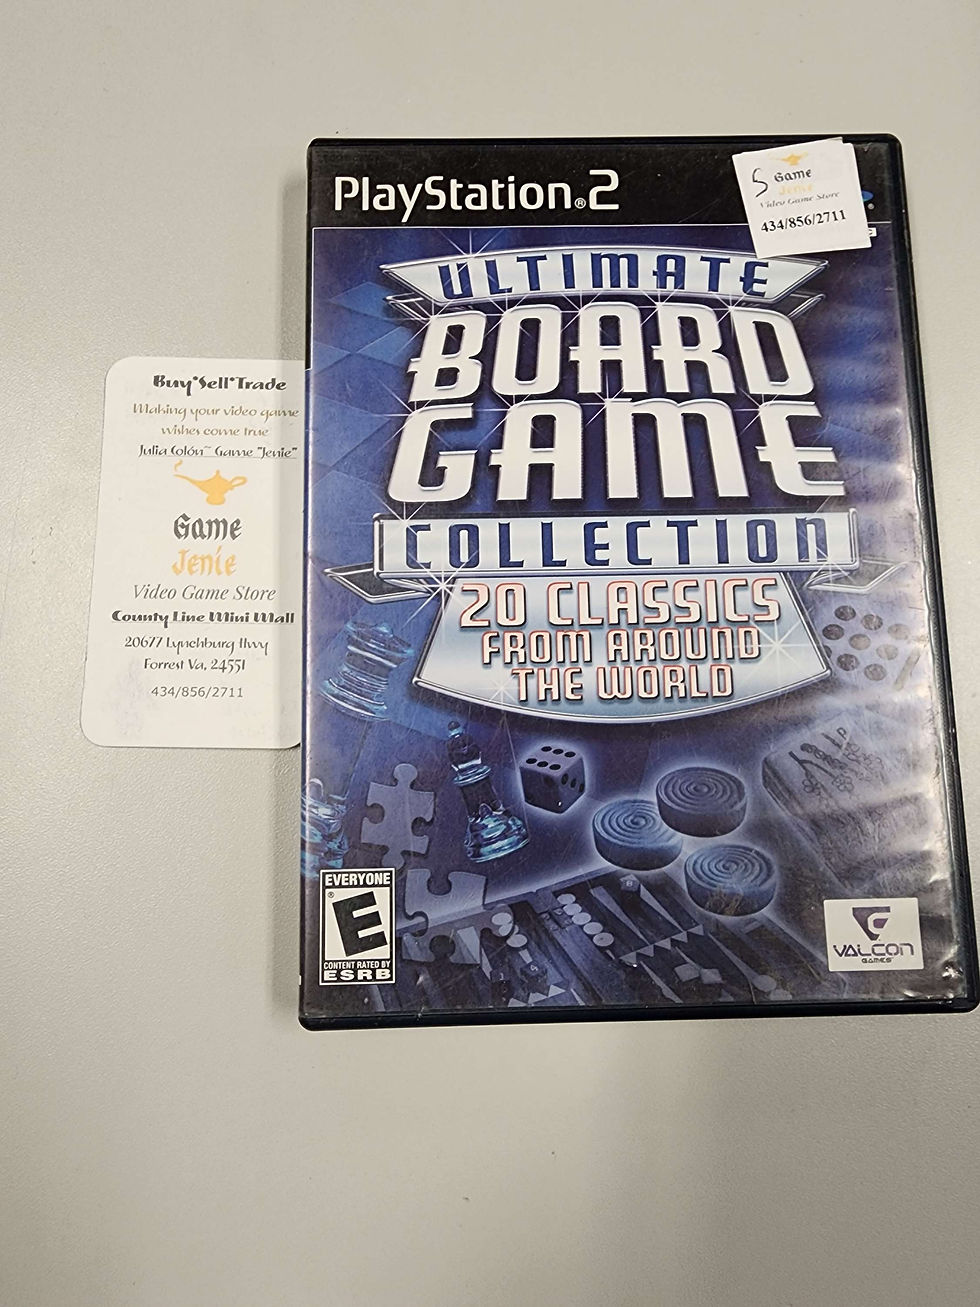 PlayStation®2
5 Game
Jenie
Video Game Store
434/856/2711
ULTIMATE
BOARD
GAME
COLLECTION
20 CLASSICS
FROM AROUND
THE WORLD
EVERYONE
E
®
CONTENT RATED BY
ESRB
VALCON
GAMES
Buy*Sell*Trade
Making your video game
wishes come true
Julia Colón~ Game "Jenie"
Game
Jenie
Video Game Store
County Line Mini Mall
20677 Lynchburg Hwy
Forrest Va, 24551
434/856/2711